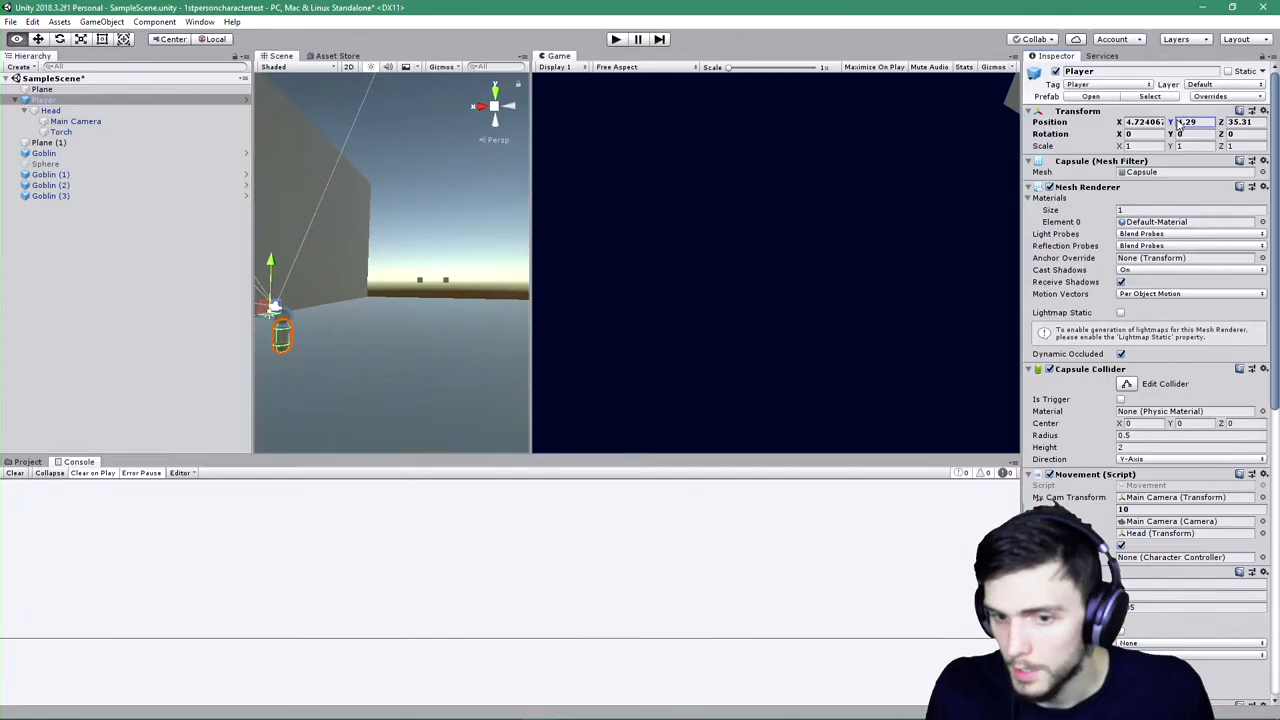 Unity 2018.3.2f1 Personal - SampleScene.unity - 1stpersoncharactertest - PC, Mac & Linux Standalone* <DX11>
File Edit Assets GameObject Component Window Help
Center Local Collab Account Layers Layout
Hierarchy Scene Asset Store Game Inspector Services
Create All Shaded 2D Gizmos All Display 1 Free Aspect Scale 1x Maximize On Play Mute Audio Stats Gizmos
Player Static
SampleScene*
Tag Player Layer Default
Plane
Prefab Open Select Overrides
Player
Head
Transform
Main Camera
Position X 4.724067 Y 4.29 Z 35.31
Torch
Rotation X 0 Y 0 Z 0
Plane (1)
Scale X 1 Y 1 Z 1
Goblin
Capsule (Mesh Filter)
Sphere
Mesh Capsule
Goblin (1)
Goblin (2)
Mesh Renderer
Goblin (3)
Materials
Size 1
Element 0 Default-Material
Light Probes Blend Probes
Reflection Probes Blend Probes
Anchor Override None (Transform)
Cast Shadows On
Receive Shadows
Motion Vectors Per Object Motion
Lightmap Static
To enable generation of lightmaps for this Mesh Renderer,
please enable the 'Lightmap Static' property.
Dynamic Occluded
Capsule Collider
Edit Collider
Is Trigger
Material None (Physic Material)
Center X 0 Y 0 Z 0
Radius 0.5
Height 2
Direction Y-Axis
Movement (Script)
Script Movement
My Cam Transform Main Camera (Transform)
10
Main Camera (Camera)
Head (Transform)
None (Character Controller)
None
y
x
Persp
Project Console
Clear Collapse Clear on Play Error Pause Editor 0 0 0